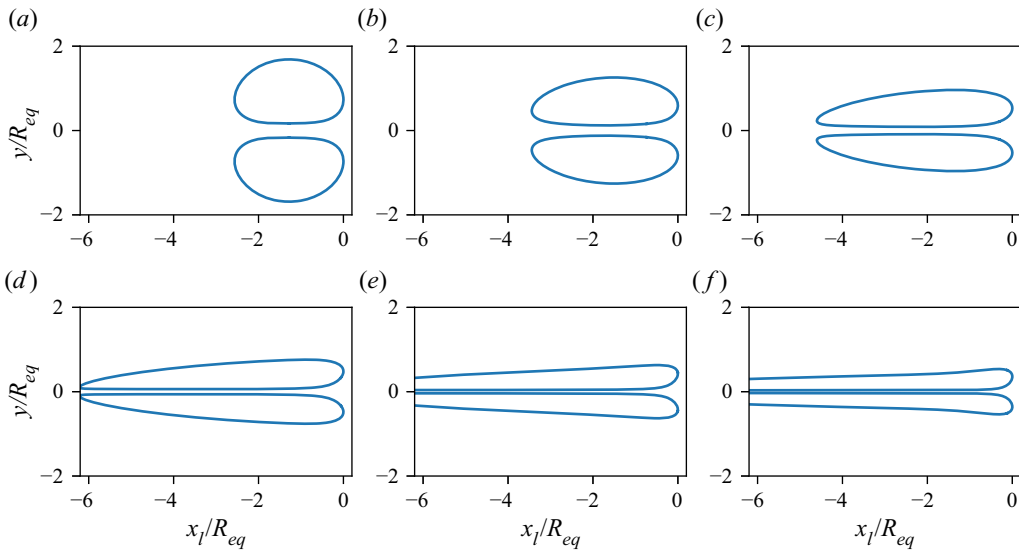 (a) (b) (c)
2 2 2
y/R_eq 0 0 0
−2 −2 −2
−6 −4 −2 0 −6 −4 −2 0 −6 −4 −2 0
(d) (e) (f)
2 2 2
y/R_eq 0 0 0
−2 −2 −2
−6 −4 −2 0 −6 −4 −2 0 −6 −4 −2 0
x_l/R_eq x_l/R_eq x_l/R_eq